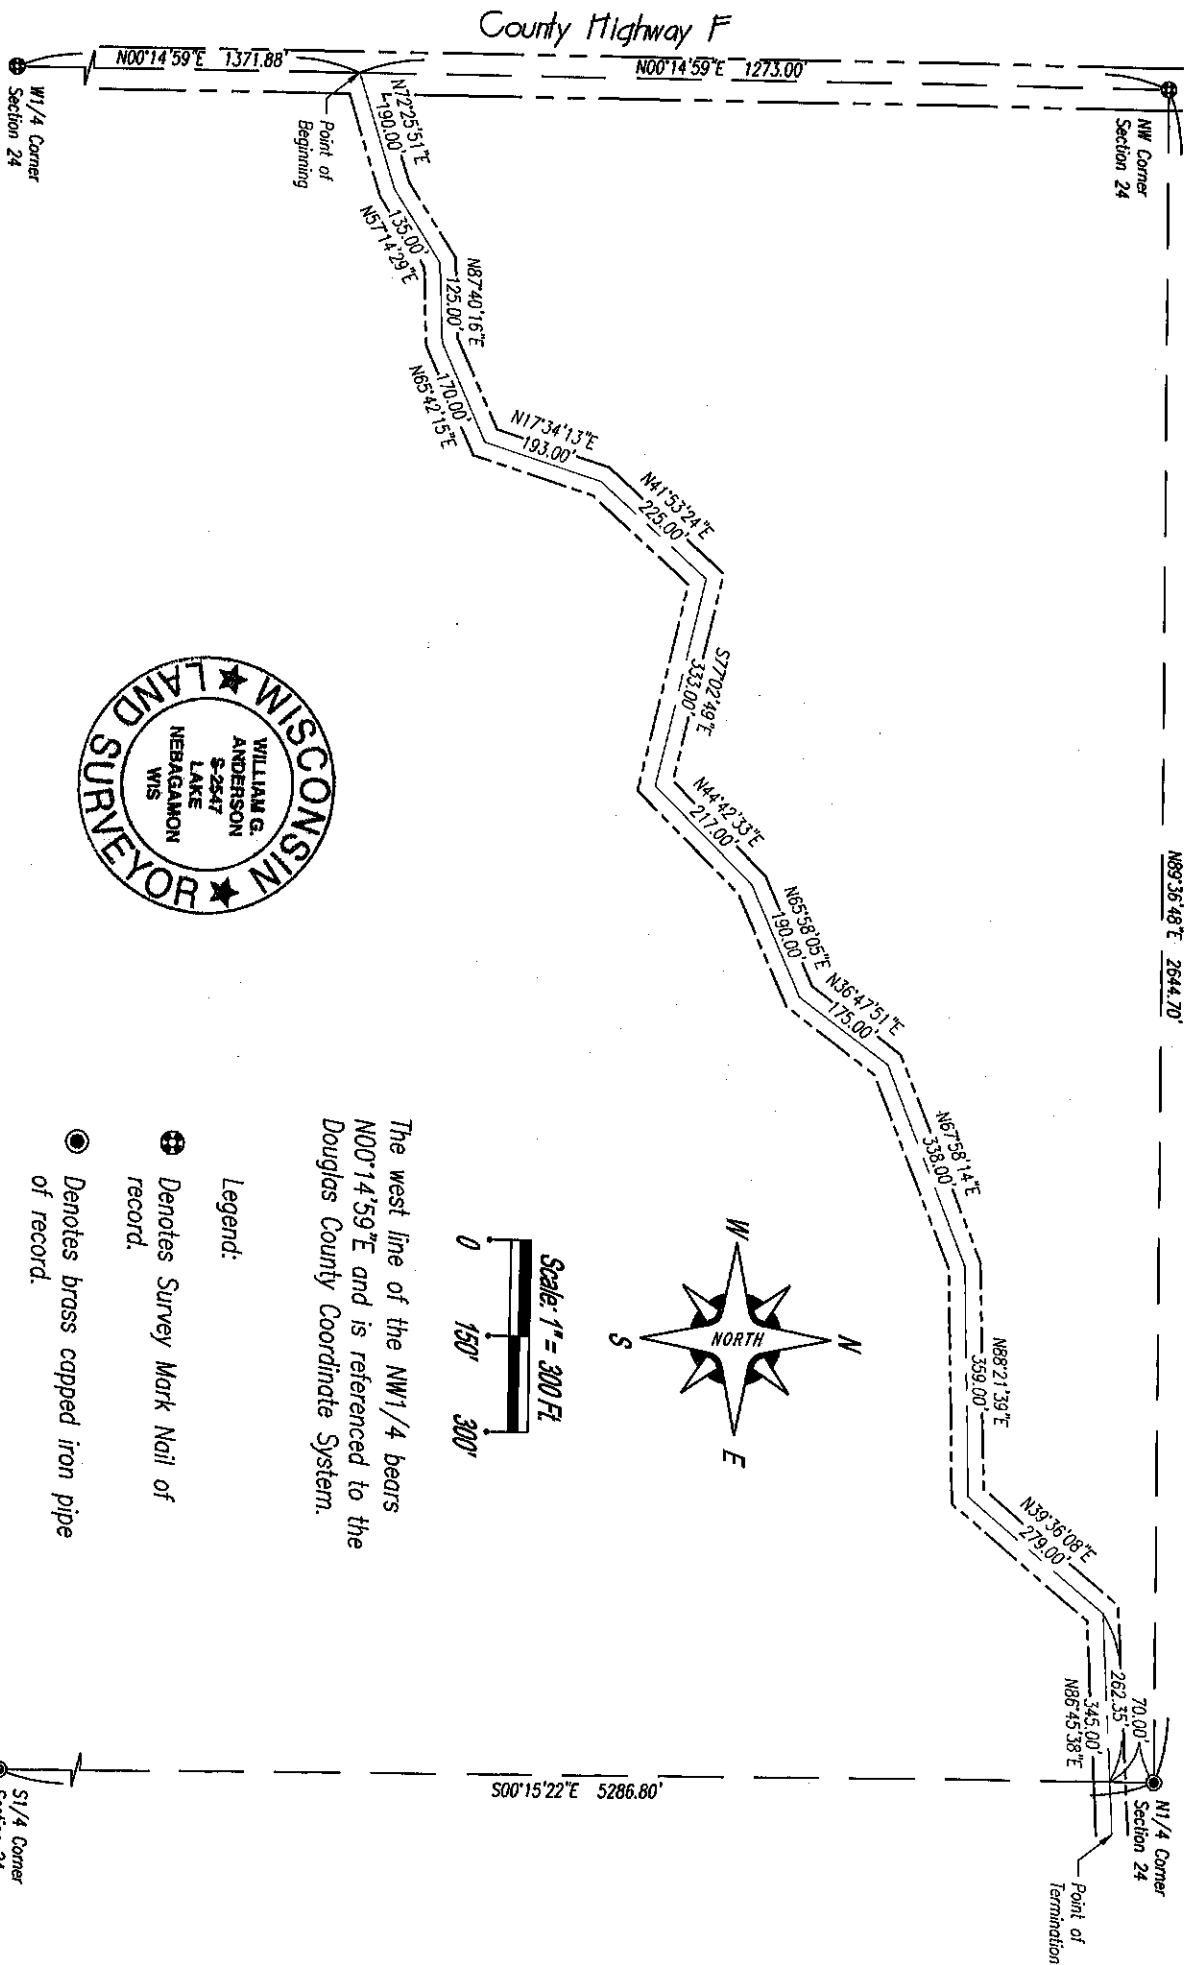 County Highway F
N00°14'59"E 1371.88'
N00°14'59"E 1273.00'
W1/4 Corner
Section 24
NW Corner
Section 24
Point of
Beginning
N72°25'51"E
190.00'
135.00'
N57°14'29"E
N87°40'16"E
125.00'
170.00'
N65°42'15"E
N17°34'13"E
193.00'
N41°53'24"E
225.00'
S77°02'49"E
333.00'
N44°42'33"E
217.00'
N65°58'05"E
190.00'
N36°47'51"E
175.00'
N67°58'14"E
338.00'
N88°21'39"E
359.00'
N39°36'08"E
279.00'
70.00'
262.35'
345.00'
N86°45'38"E
N89°36'48"E 2644.70'
N1/4 Corner
Section 24
Point of
Termination
S00°15'22"E 5286.80'
S1/4 Corner
Section 24
WISCONSIN
LAND SURVEYOR
WILLIAM G.
ANDERSON
S-2547
LAKE
NEBAGAMON
WIS
N
W
NORTH
E
S
Scale: 1" = 300 Ft.
0 150' 300'
The west line of the NW1/4 bears
N00°14'59"E and is referenced to the
Douglas County Coordinate System.
Legend:
Denotes Survey Mark Nail of
record.
Denotes brass capped iron pipe
of record.